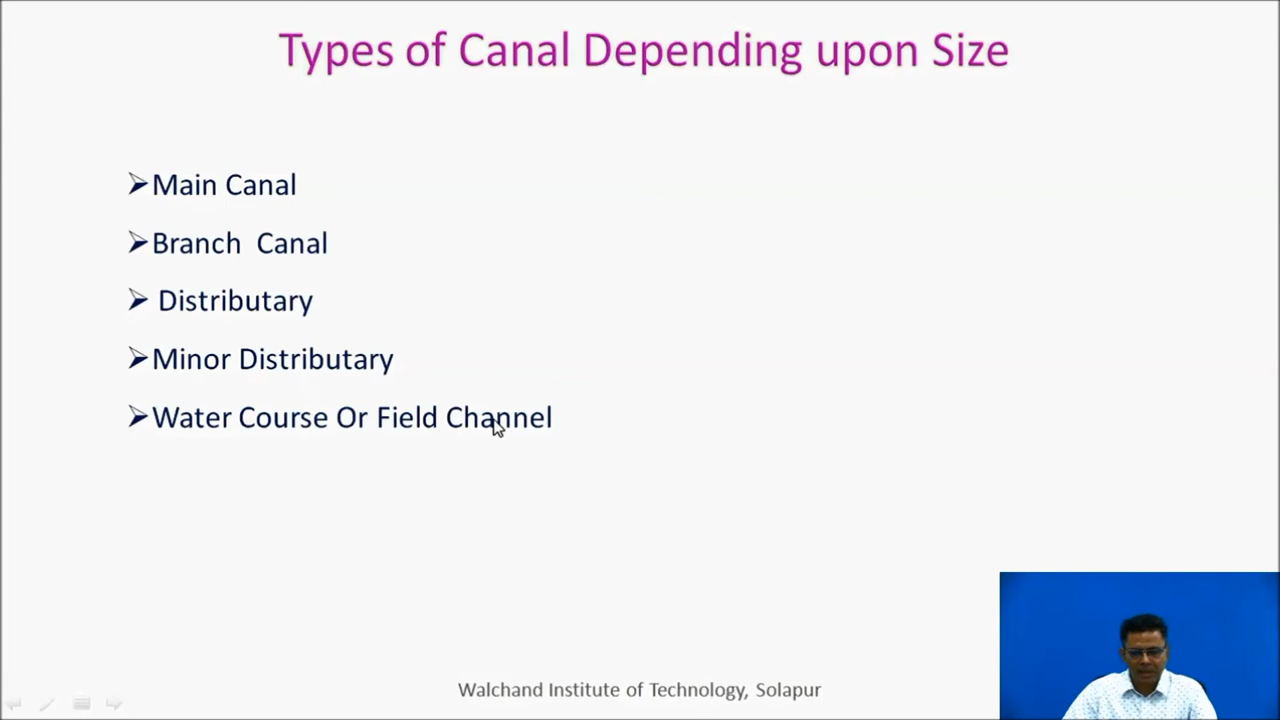 Types of Canal Depending upon Size
➢Main Canal
➢Branch  Canal
➢ Distributary
➢Minor Distributary
➢Water Course Or Field Channel
Walchand Institute of Technology, Solapur